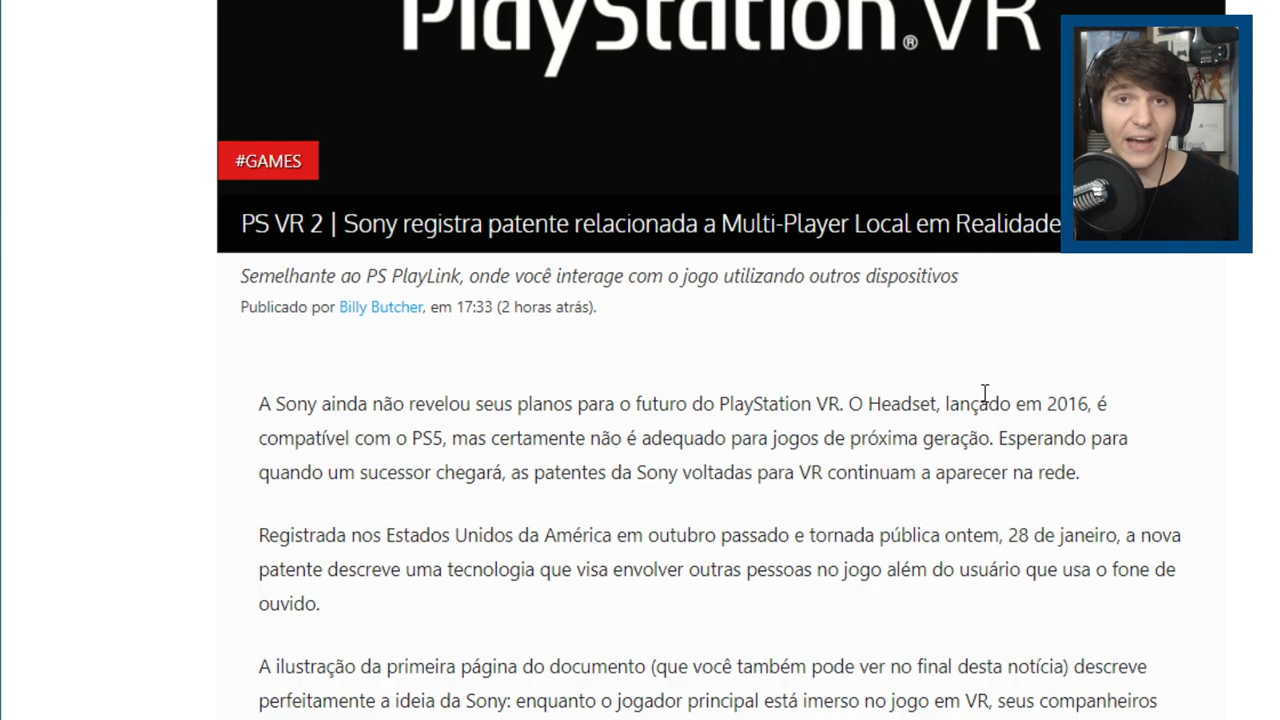 PlayStation®VR
#GAMES
PS VR 2 | Sony registra patente relacionada a Multi-Player Local em Realidade
Semelhante ao PS PlayLink, onde você interage com o jogo utilizando outros dispositivos
Publicado por Billy Butcher, em 17:33 (2 horas atrás).
A Sony ainda não revelou seus planos para o futuro do PlayStation VR. O Headset, lançado em 2016, é
compatível com o PS5, mas certamente não é adequado para jogos de próxima geração. Esperando para
quando um sucessor chegará, as patentes da Sony voltadas para VR continuam a aparecer na rede.
Registrada nos Estados Unidos da América em outubro passado e tornada pública ontem, 28 de janeiro, a nova
patente descreve uma tecnologia que visa envolver outras pessoas no jogo além do usuário que usa o fone de
ouvido.
A ilustração da primeira página do documento (que você também pode ver no final desta notícia) descreve
perfeitamente a ideia da Sony: enquanto o jogador principal está imerso no jogo em VR, seus companheiros